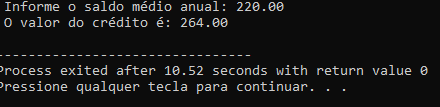 Informe o saldo médio anual: 220.00
O valor do crédito é: 264.00
--------------------------------
Process exited after 10.52 seconds with return value 0
Pressione qualquer tecla para continuar. . .